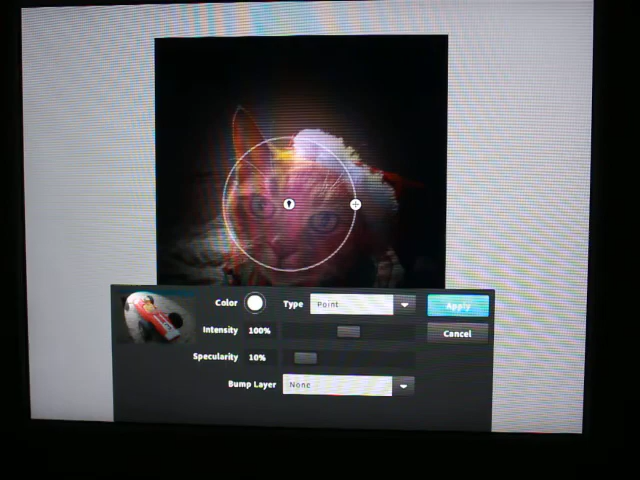 Color Type Point Apply
Intensity 100% Cancel
Specularity 10%
Bump Layer None